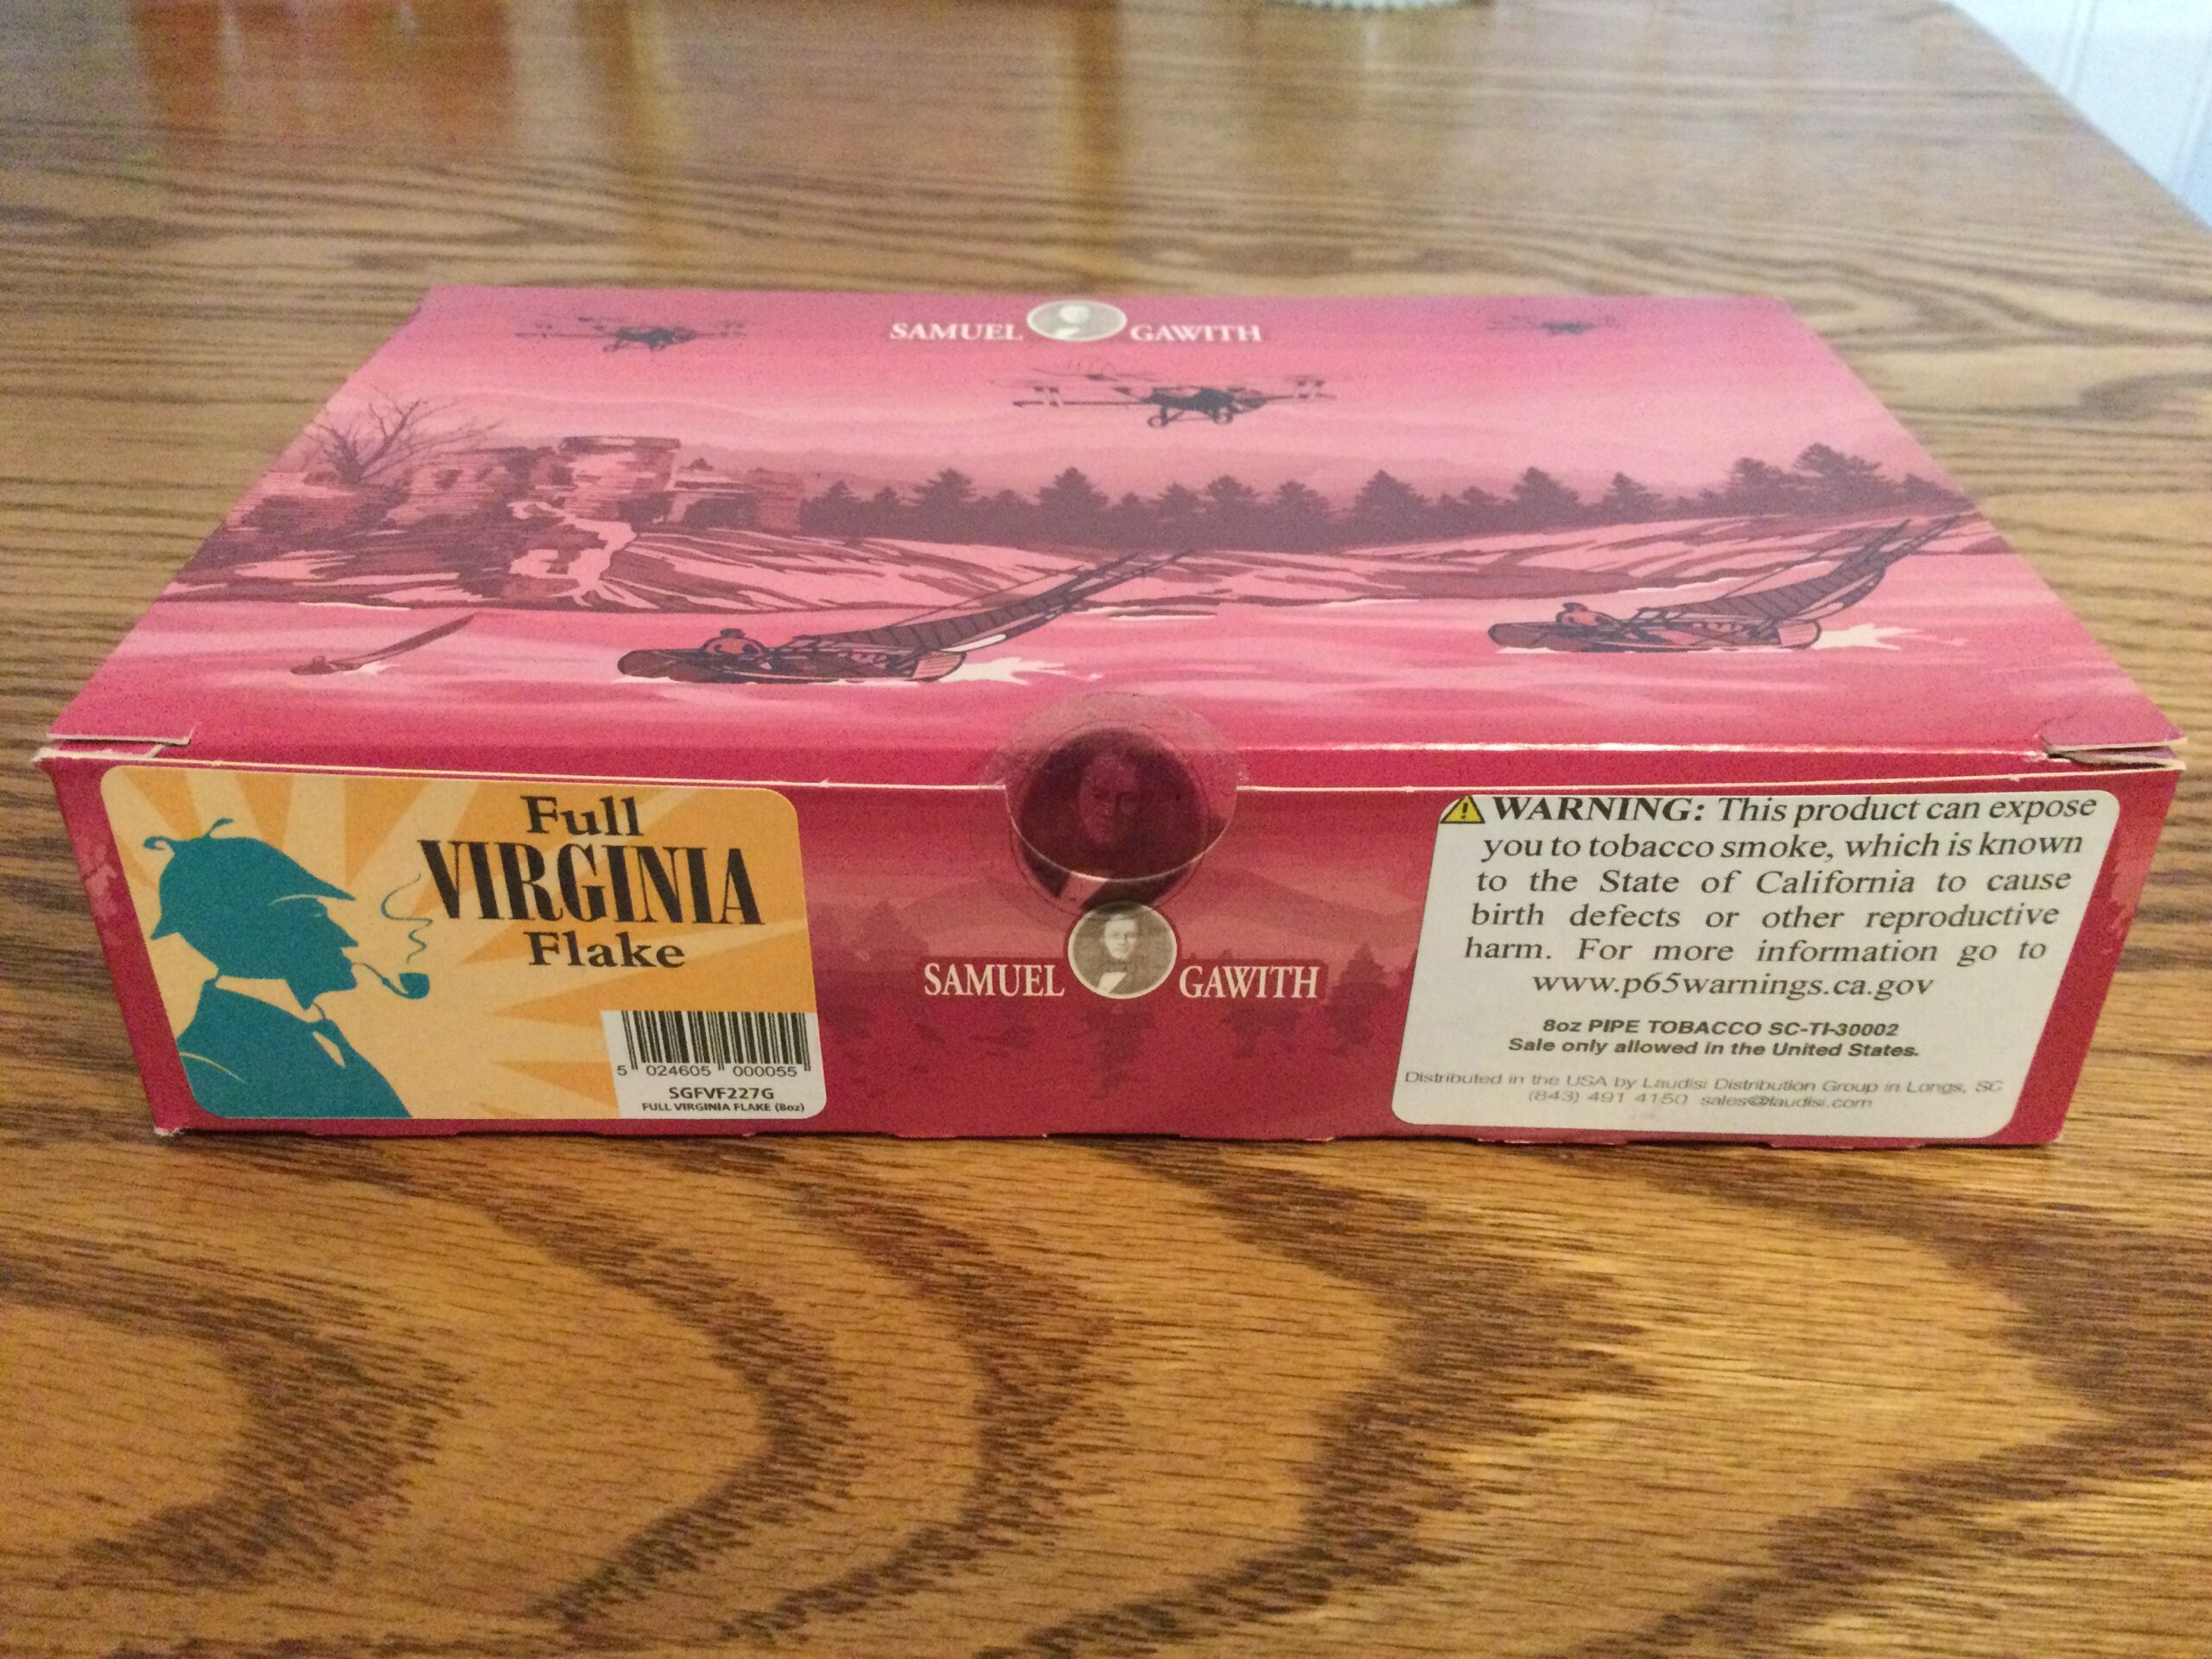 SAMUEL GAWITH
Full
VIRGINIA
Flake
5 024605 000055
SGFVF227G
FULL VIRGINIA FLAKE (8oz)
SAMUEL GAWITH
WARNING: This product can expose
you to tobacco smoke, which is known
to the State of California to cause
birth defects or other reproductive
harm. For more information go to
www.p65warnings.ca.gov
8oz PIPE TOBACCO SC-TI-30002
Sale only allowed in the United States.
Distributed in the USA by Laudisi Distribution Group in Longs, SC
(843) 491 4150 sales@laudisi.com